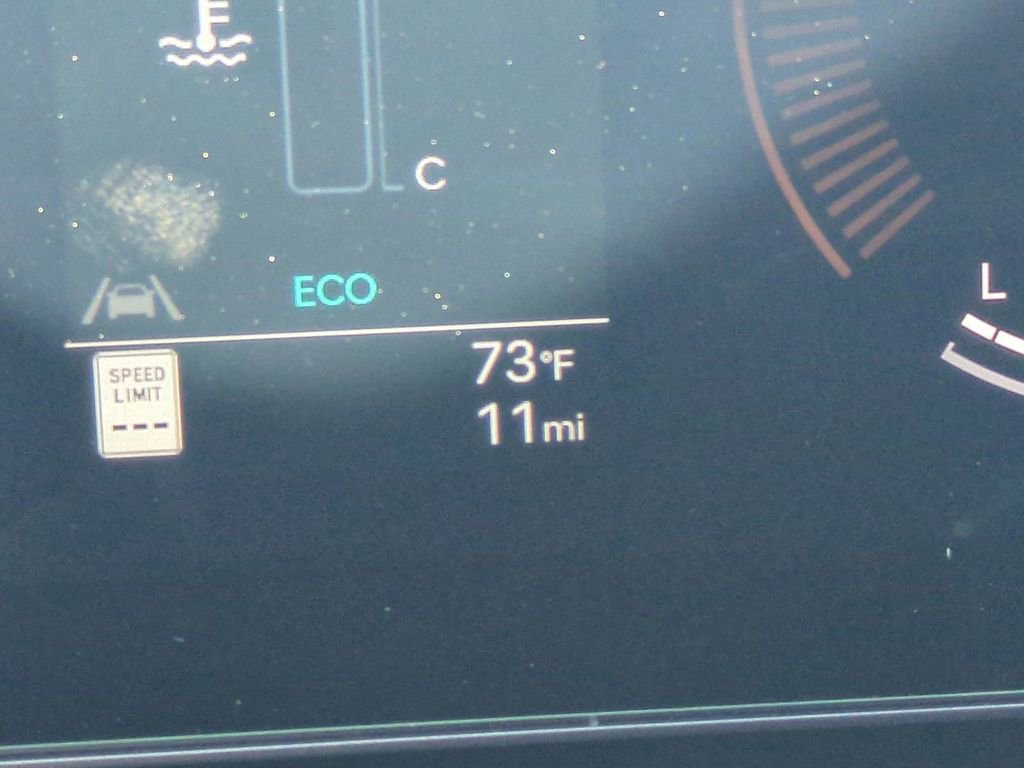 C
ECO
L
73°F
SPEED
LIMIT
---
11mi